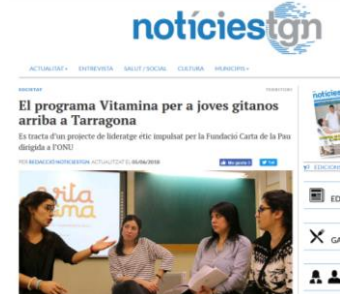 notíciestgn
ACTUALITAT
ENTREVISTA
SALUT / SOCIAL
CULTURA
MUNICIPIS
SOCIETAT
El programa Vitamina per a joves gitanos
arriba a Tarragona
Es tracta d'un projecte de lideratge ètic impulsat per la Fundació Carta de la Pau
dirigida a l'ONU
PER REDACCIÓ NOTICIESTGN, ACTUALITZAT EL 05/06/2018
notícies